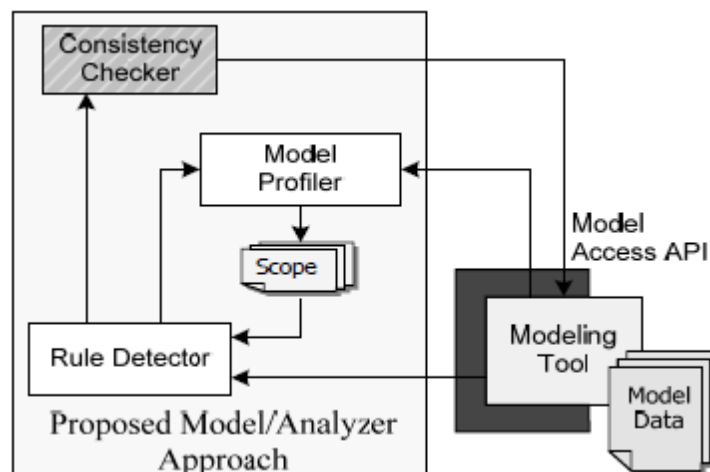 Consistency
Checker
Model
Profiler
Scope
Model
Access API
Rule Detector
Modeling
Tool
Model
Data
Proposed Model/Analyzer
Approach